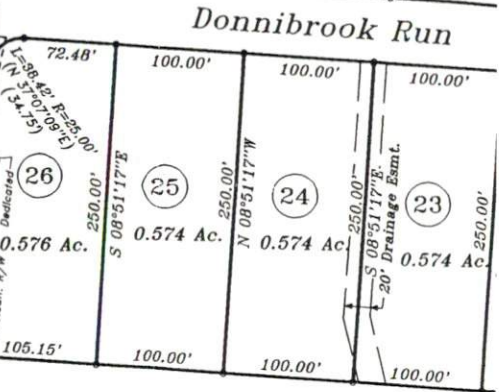 Donnibrook Run
72.48'
100.00'
100.00'
100.00'
L=38.42' R=25.00'
(N 37°07'09"E)
(34.75')
26
25
24
23
250.00'
S 08°51'17"E
250.00'
N 08°51'17"W
250.00'
S 08°51'17"E.
20' Drainage Esmt.
250.00'
Dedicated
R/W
0.576 Ac.
0.574 Ac.
0.574 Ac.
0.574 Ac.
105.15'
100.00'
100.00'
100.00'